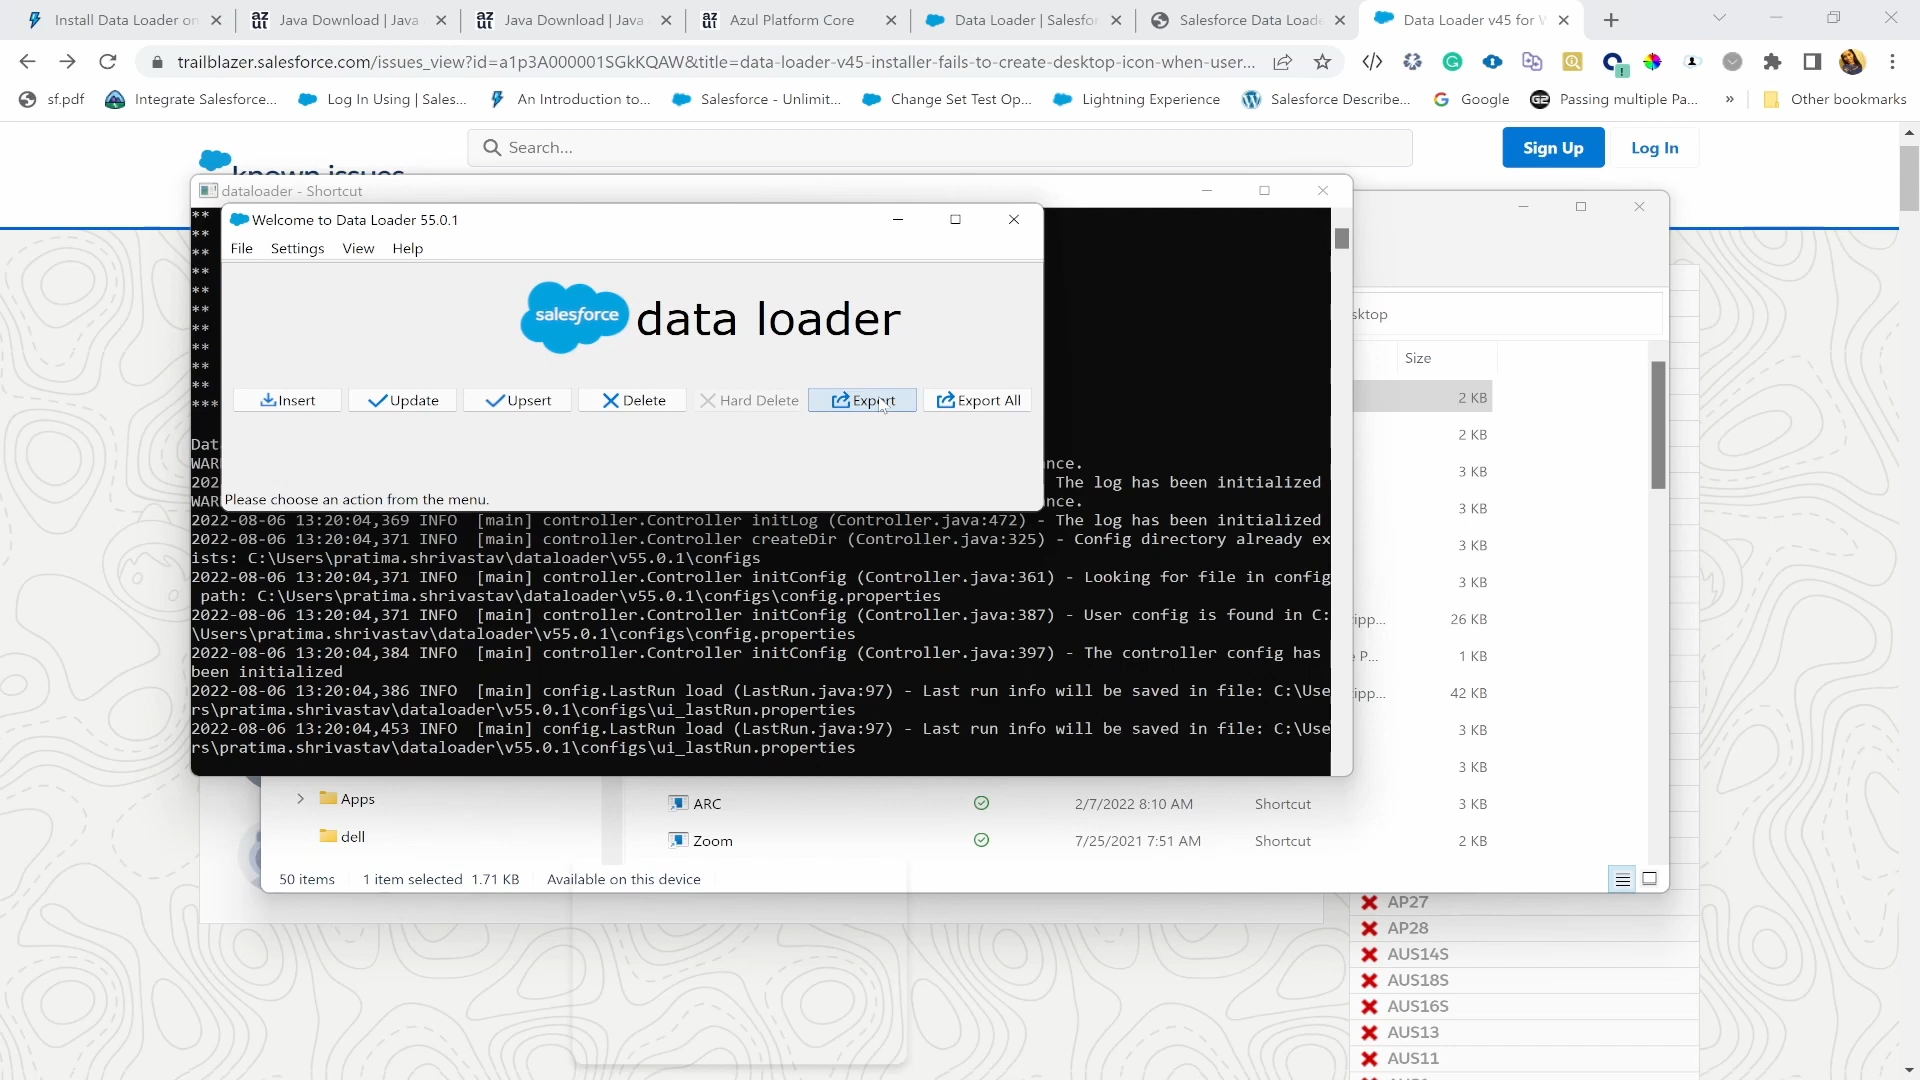 Install Data Loader on
Java Download | Java
Java Download | Java
Azul Platform Core
Data Loader | Salesfor
Salesforce Data Loade
Data Loader v45 for
trailblazer.salesforce.com/issues_view?id=a1p3A000001SGkKQAW&title=data-loader-v45-installer-fails-to-create-desktop-icon-when-user...
sf.pdf
Integrate Salesforce...
Log In Using | Sales...
An Introduction to...
Salesforce - Unlimit...
Change Set Test Op...
Lightning Experience
Salesforce Describe...
Google
Passing multiple Pa...
»
Other bookmarks
known issues
Search...
Sign Up
Log In
dataloader - Shortcut
Welcome to Data Loader 55.0.1
File Settings View Help
salesforce data loader
Insert
Update
Upsert
Delete
Hard Delete
Export
Export All
Please choose an action from the menu.
**
**
**
**
**
**
**
**
**
**
***
Dat
WAR nce.
202 The log has been initialized
WAR nce.
2022-08-06 13:20:04,369 INFO [main] controller.Controller initLog (Controller.java:472) - The log has been initialized
2022-08-06 13:20:04,371 INFO [main] controller.Controller createDir (Controller.java:325) - Config directory already ex
ists: C:\Users\pratima.shrivastav\dataloader\v55.0.1\configs
2022-08-06 13:20:04,371 INFO [main] controller.Controller initConfig (Controller.java:361) - Looking for file in config
path: C:\Users\pratima.shrivastav\dataloader\v55.0.1\configs\config.properties
2022-08-06 13:20:04,371 INFO [main] controller.Controller initConfig (Controller.java:387) - User config is found in C:
\Users\pratima.shrivastav\dataloader\v55.0.1\configs\config.properties
2022-08-06 13:20:04,384 INFO [main] controller.Controller initConfig (Controller.java:397) - The controller config has
been initialized
2022-08-06 13:20:04,386 INFO [main] config.LastRun load (LastRun.java:97) - Last run info will be saved in file: C:\Use
rs\pratima.shrivastav\dataloader\v55.0.1\configs\ui_lastRun.properties
2022-08-06 13:20:04,453 INFO [main] config.LastRun load (LastRun.java:97) - Last run info will be saved in file: C:\Use
rs\pratima.shrivastav\dataloader\v55.0.1\configs\ui_lastRun.properties
sktop
Size
2 KB
2 KB
3 KB
3 KB
3 KB
3 KB
ipp... 26 KB
e P... 1 KB
ipp... 42 KB
3 KB
3 KB
Apps
ARC 2/7/2022 8:10 AM Shortcut 3 KB
dell
Zoom 7/25/2021 7:51 AM Shortcut 2 KB
50 items 1 item selected 1.71 KB Available on this device
AP27
AP28
AUS14S
AUS18S
AUS16S
AUS13
AUS11